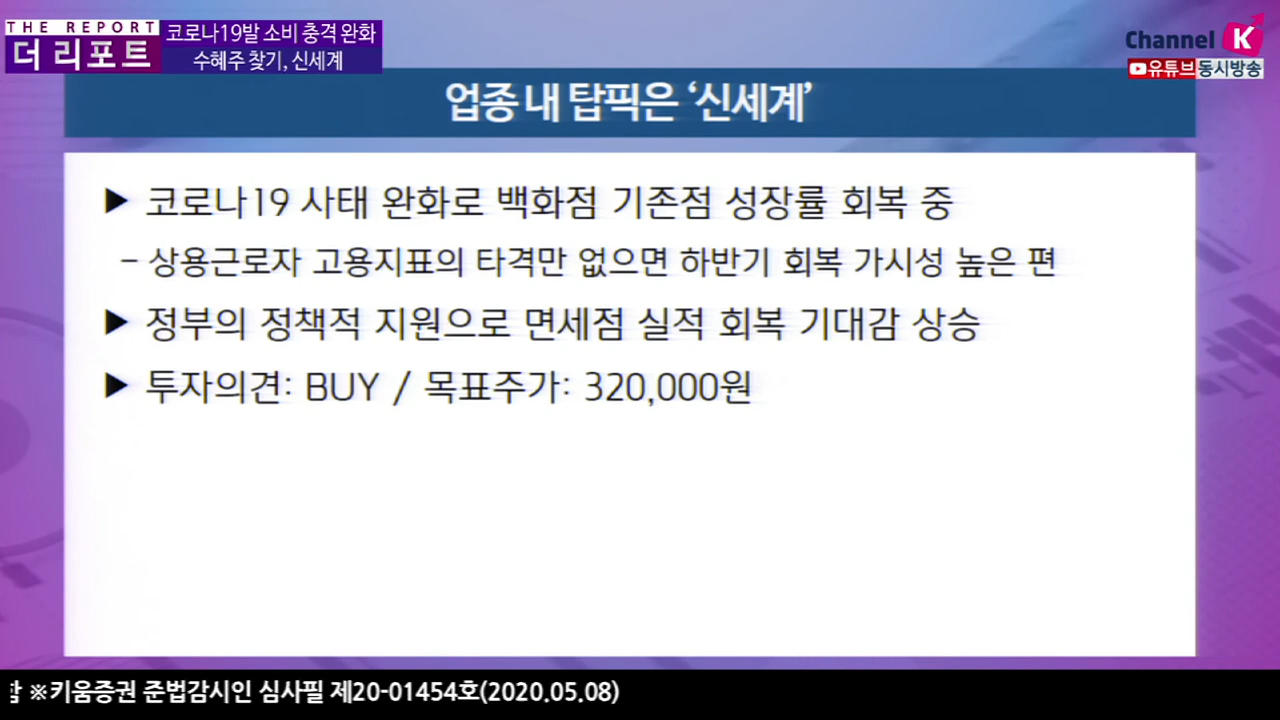 THE REPORT
더 리포트
코로나19발 소비 충격 완화
수혜주 찾기, 신세계
Channel K
유튜브동시방송
업종 내 탑픽은 ‘신세계’
▶ 코로나19 사태 완화로 백화점 기존점 성장률 회복 중
– 상용근로자 고용지표의 타격만 없으면 하반기 회복 가시성 높은 편
▶ 정부의 정책적 지원으로 면세점 실적 회복 기대감 상승
▶ 투자의견: BUY / 목표주가: 320,000원
※키움증권 준법감시인 심사필 제20-01454호(2020.05.08)